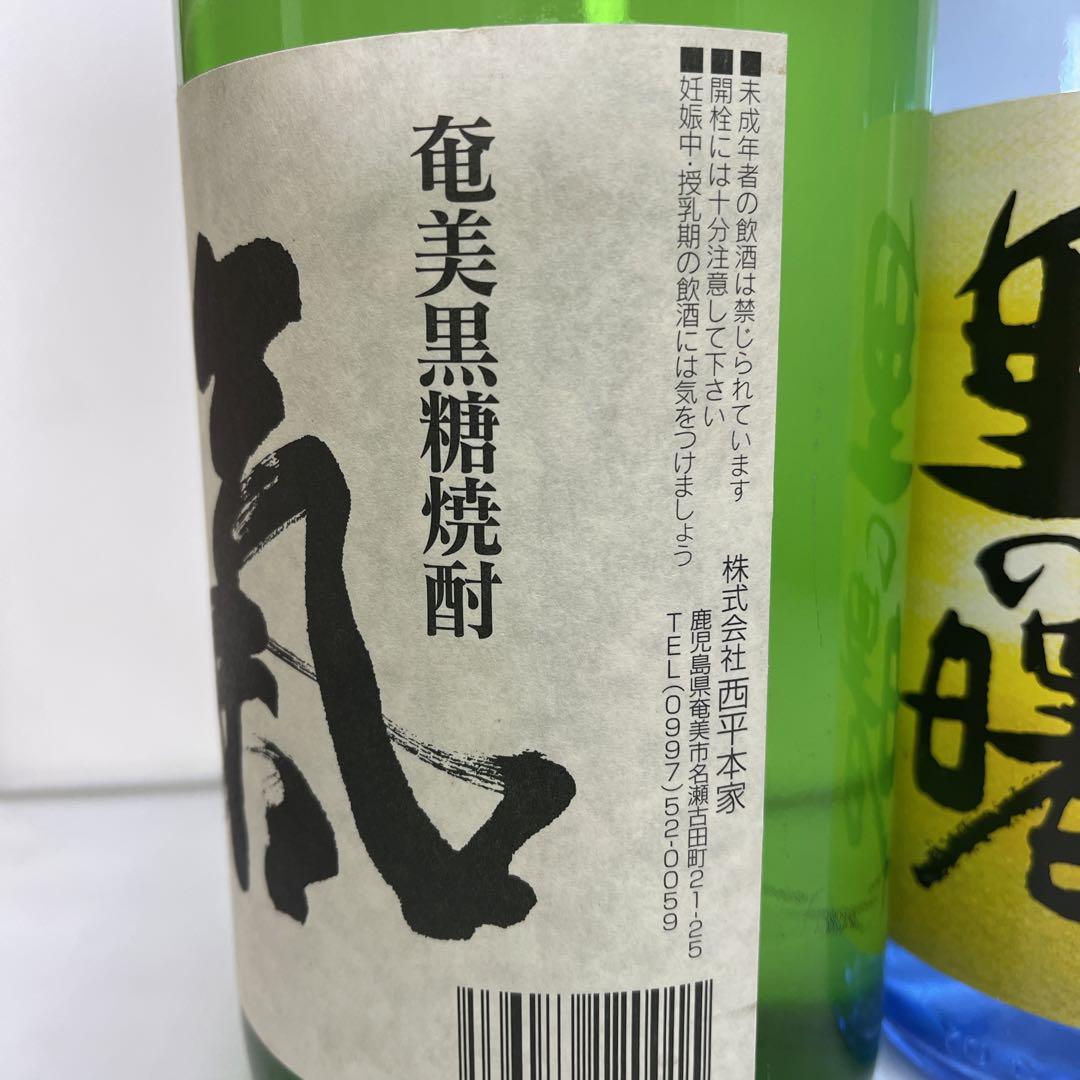 ■未成年者の飲酒は禁じられています
■開栓には十分注意して下さい
■妊娠中・授乳期の飲酒には気をつけましょう
株式会社 西平本家
鹿児島県奄美市名瀬古田町21-25
TEL(0997)52-0059
奄美黒糖焼酎
氣
里の曙